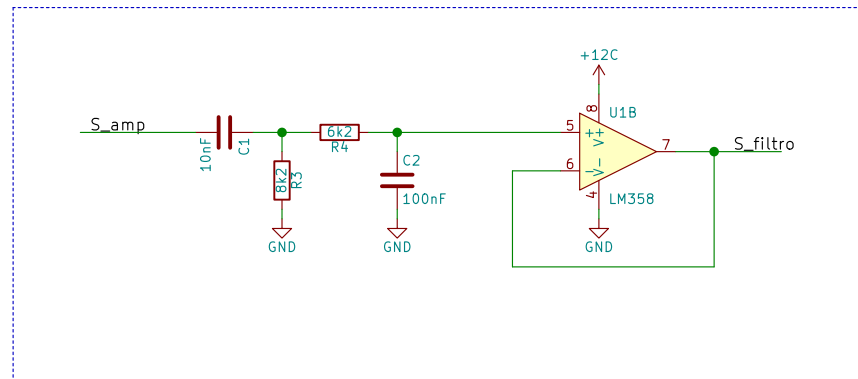 +12C
S_amp
10nF
C1
6k2
R4
8k2
R3
GND
C2
100nF
GND
8
U1B
5
+
V+
6
-
V-
7
S_filtro
4
LM358
GND